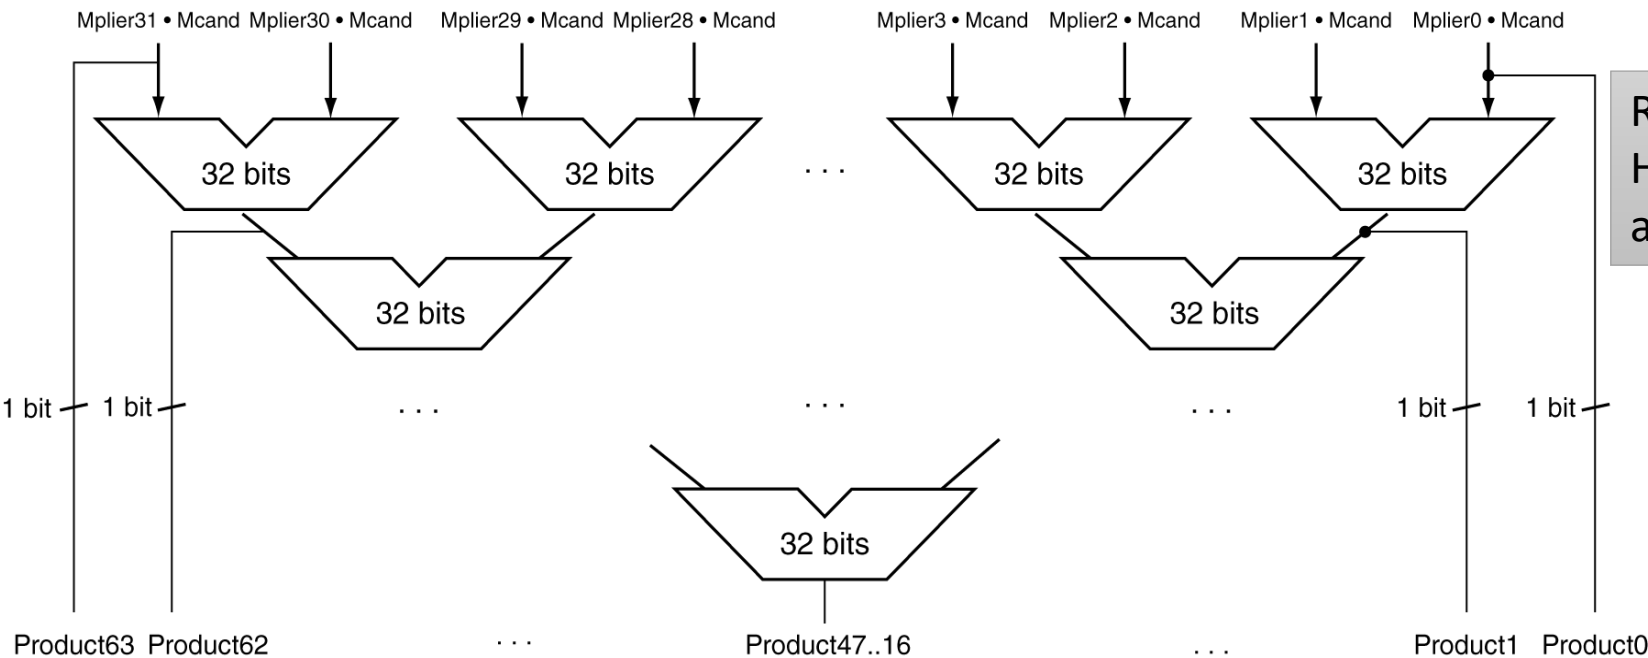 Mplier31 • Mcand Mplier30 • Mcand Mplier29 • Mcand Mplier28 • Mcand Mplier3 • Mcand Mplier2 • Mcand Mplier1 • Mcand Mplier0 • Mcand
R
H
a
32 bits 32 bits . . . 32 bits 32 bits
32 bits 32 bits
1 bit 1 bit . . . . . . . . . 1 bit 1 bit
32 bits
Product63 Product62 . . . Product47..16 . . . Product1 Product0